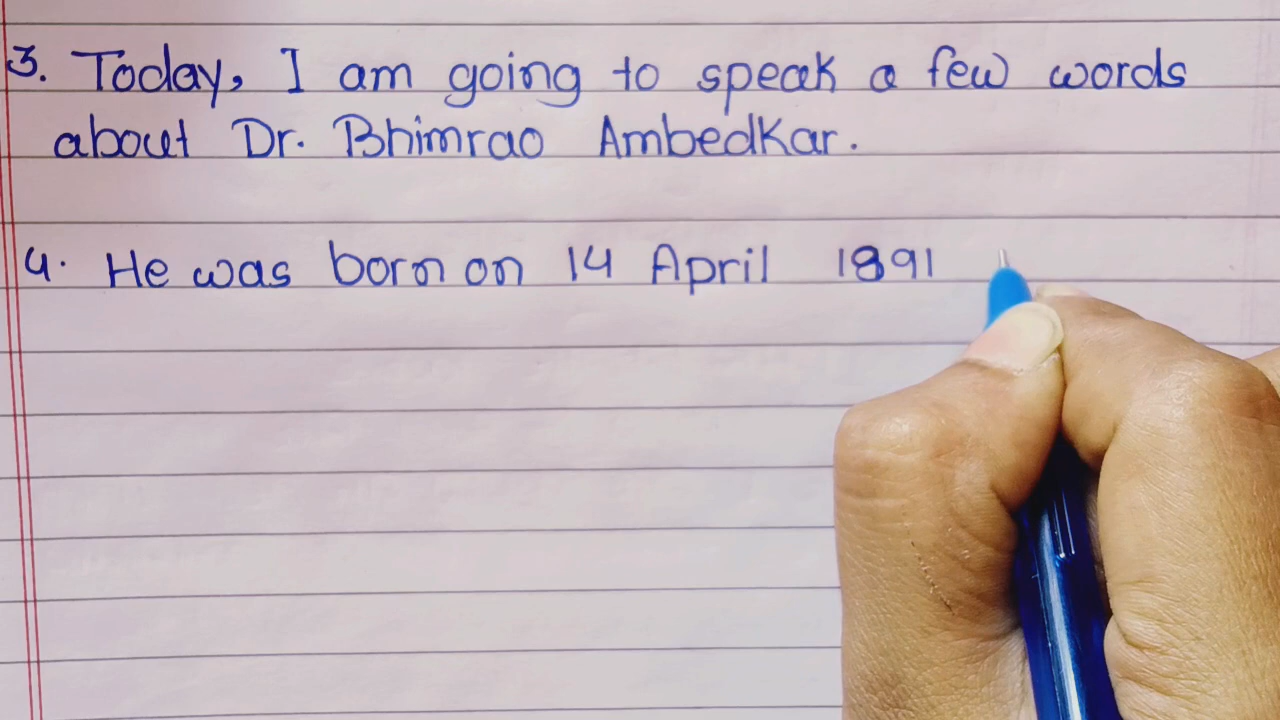 3. Today, I am going to speak a few words
about Dr. Bhimrao Ambedkar.
4. He was born on 14 April 1891